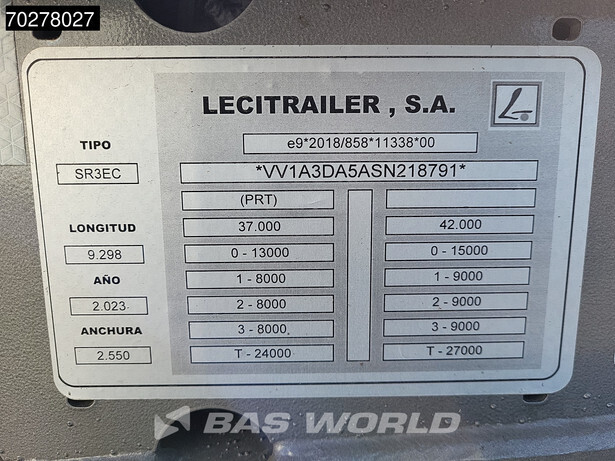 70278027
LECITRAILER , S.A.
TIPO
e9*2018/858*11338*00
SR3EC
*VV1A3DA5ASN218791*
(PRT)
LONGITUD
37.000
42.000
9.298
0 - 13000
0 - 15000
AÑO
1 - 8000
1 - 9000
2.023
2 - 8000
2 - 9000
ANCHURA
3 - 8000
3 - 9000
2.550
T - 24000
T - 27000
BAS WORLD